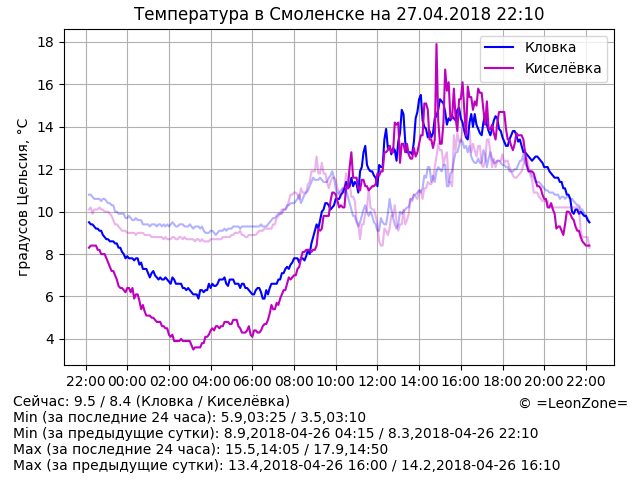 Температура в Смоленске на 27.04.2018 22:10
градусов Цельсия, °C
18
16
14
12
10
8
6
4
Кловка
Киселёвка
22:00 00:00 02:00 04:00 06:00 08:00 10:00 12:00 14:00 16:00 18:00 20:00 22:00
Сейчас: 9.5 / 8.4 (Кловка / Киселёвка)
© =LeonZone=
Min (за последние 24 часа): 5.9,03:25 / 3.5,03:10
Min (за предыдущие сутки): 8.9,2018-04-26 04:15 / 8.3,2018-04-26 22:10
Max (за последние 24 часа): 15.5,14:05 / 17.9,14:50
Max (за предыдущие сутки): 13.4,2018-04-26 16:00 / 14.2,2018-04-26 16:10